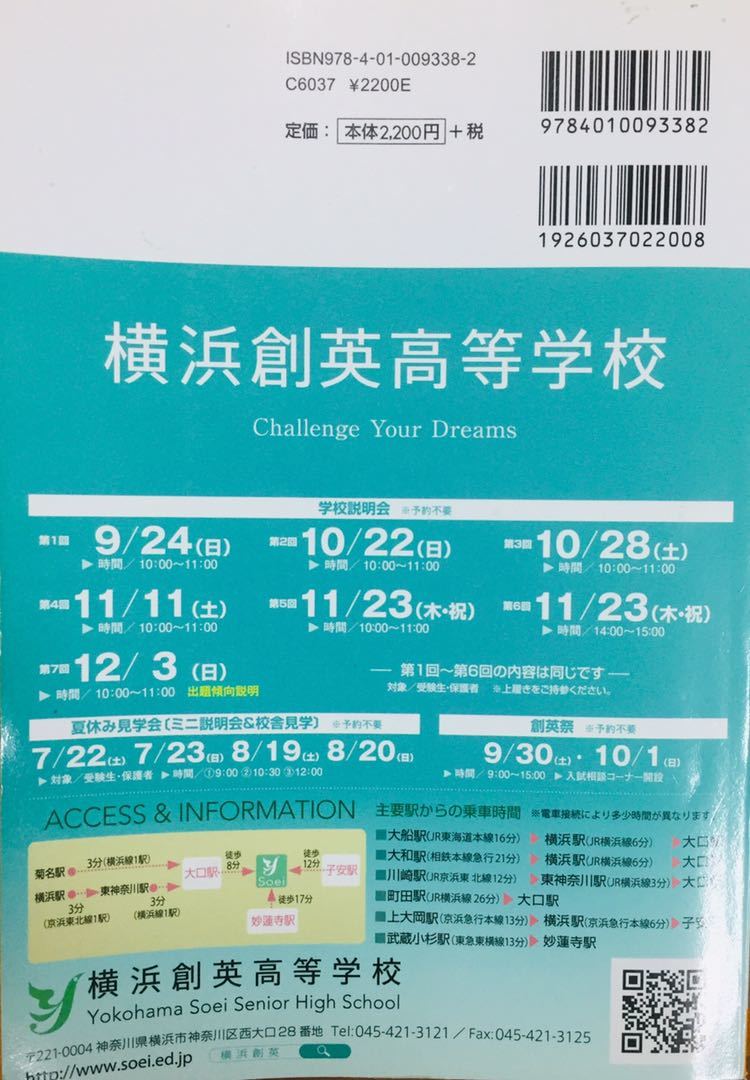 ISBN978-4-01-009338-2
C6037 ¥2200E
定価：本体2,200円＋税
9784010093382
1926037022008
横浜創英高等学校
Challenge Your Dreams
学校説明会 ※予約不要
第1回 9/24(日) 第2回 10/22(日) 第3回 10/28(土)
▶時間／10:00〜11:00 ▶時間／10:00〜11:00 ▶時間／10:00〜11:00
第4回 11/11(土) 第5回 11/23(木・祝) 第6回 11/23(木・祝)
▶時間／10:00〜11:00 ▶時間／10:00〜11:00 ▶時間／14:00〜15:00
第7回 12/3(日) ― 第1回〜第6回の内容は同じです ―
▶時間／10:00〜11:00 出題傾向説明 対象／受験生・保護者 ※上履きをご持参ください。
夏休み見学会〔ミニ説明会&校舎見学〕 ※予約不要
7/22(土) 7/23(日) 8/19(土) 8/20(日)
▶対象／受験生・保護者 ▶時間／①9:00 ②10:30 ③12:00
創英祭 ※予約不要
9/30(土)・10/1(日)
▶時間／9:00〜15:00 ▶入試相談コーナー開設
ACCESS & INFORMATION
菊名駅 3分(横浜線1駅) 大口駅 徒歩8分 Soei 徒歩12分 子安駅
横浜駅 東神奈川駅
3分(京浜東北線1駅) 3分(横浜線1駅) 徒歩17分
妙蓮寺駅
主要駅からの乗車時間 ※電車接続により多少時間が異なります
■大船駅(JR東海道本線16分)▶横浜駅(JR横浜線6分)▶大口
■大和駅(相鉄本線急行21分)▶横浜駅(JR横浜線6分)▶大口
■川崎駅(JR京浜東北線12分)▶東神奈川駅(JR横浜線3分)▶大口
■町田駅(JR横浜線26分)▶大口駅
■上大岡駅(京浜急行本線13分)▶横浜駅(京浜急行本線6分)▶子安
■武蔵小杉駅(東急東横線13分)▶妙蓮寺駅
横浜創英高等学校
Yokohama Soei Senior High School
〒221-0004 神奈川県横浜市神奈川区西大口28番地 Tel:045-421-3121／Fax:045-421-3125
http://www.soei.ed.jp 横浜創英